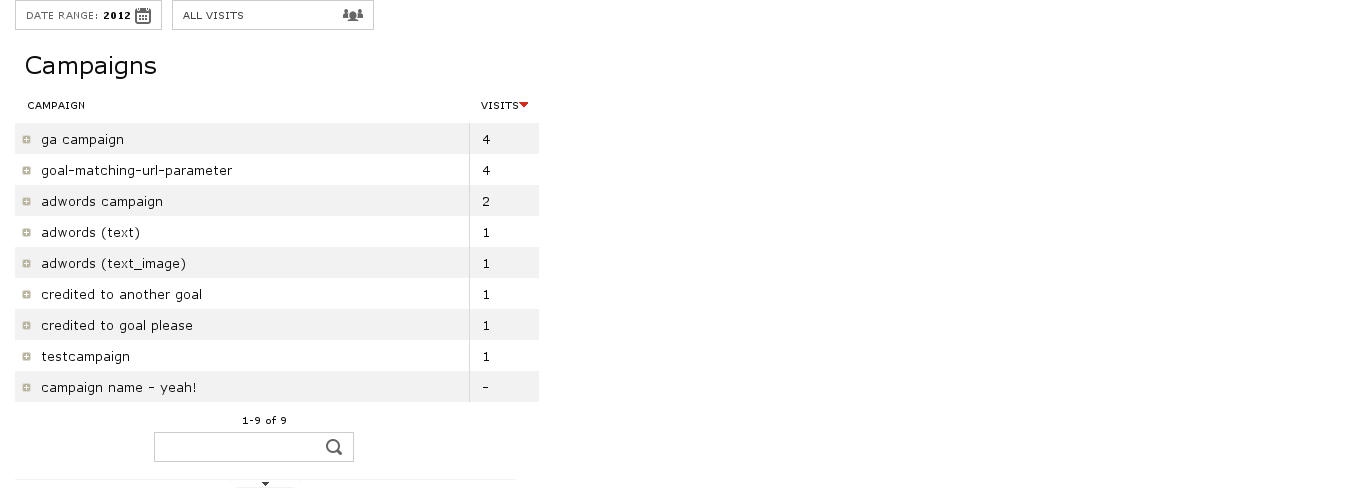 DATE RANGE: 2012 ALL VISITS
Campaigns
CAMPAIGN VISITS
ga campaign 4
goal-matching-url-parameter 4
adwords campaign 2
adwords (text) 1
adwords (text_image) 1
credited to another goal 1
credited to goal please 1
testcampaign 1
campaign name - yeah! -
1-9 of 9